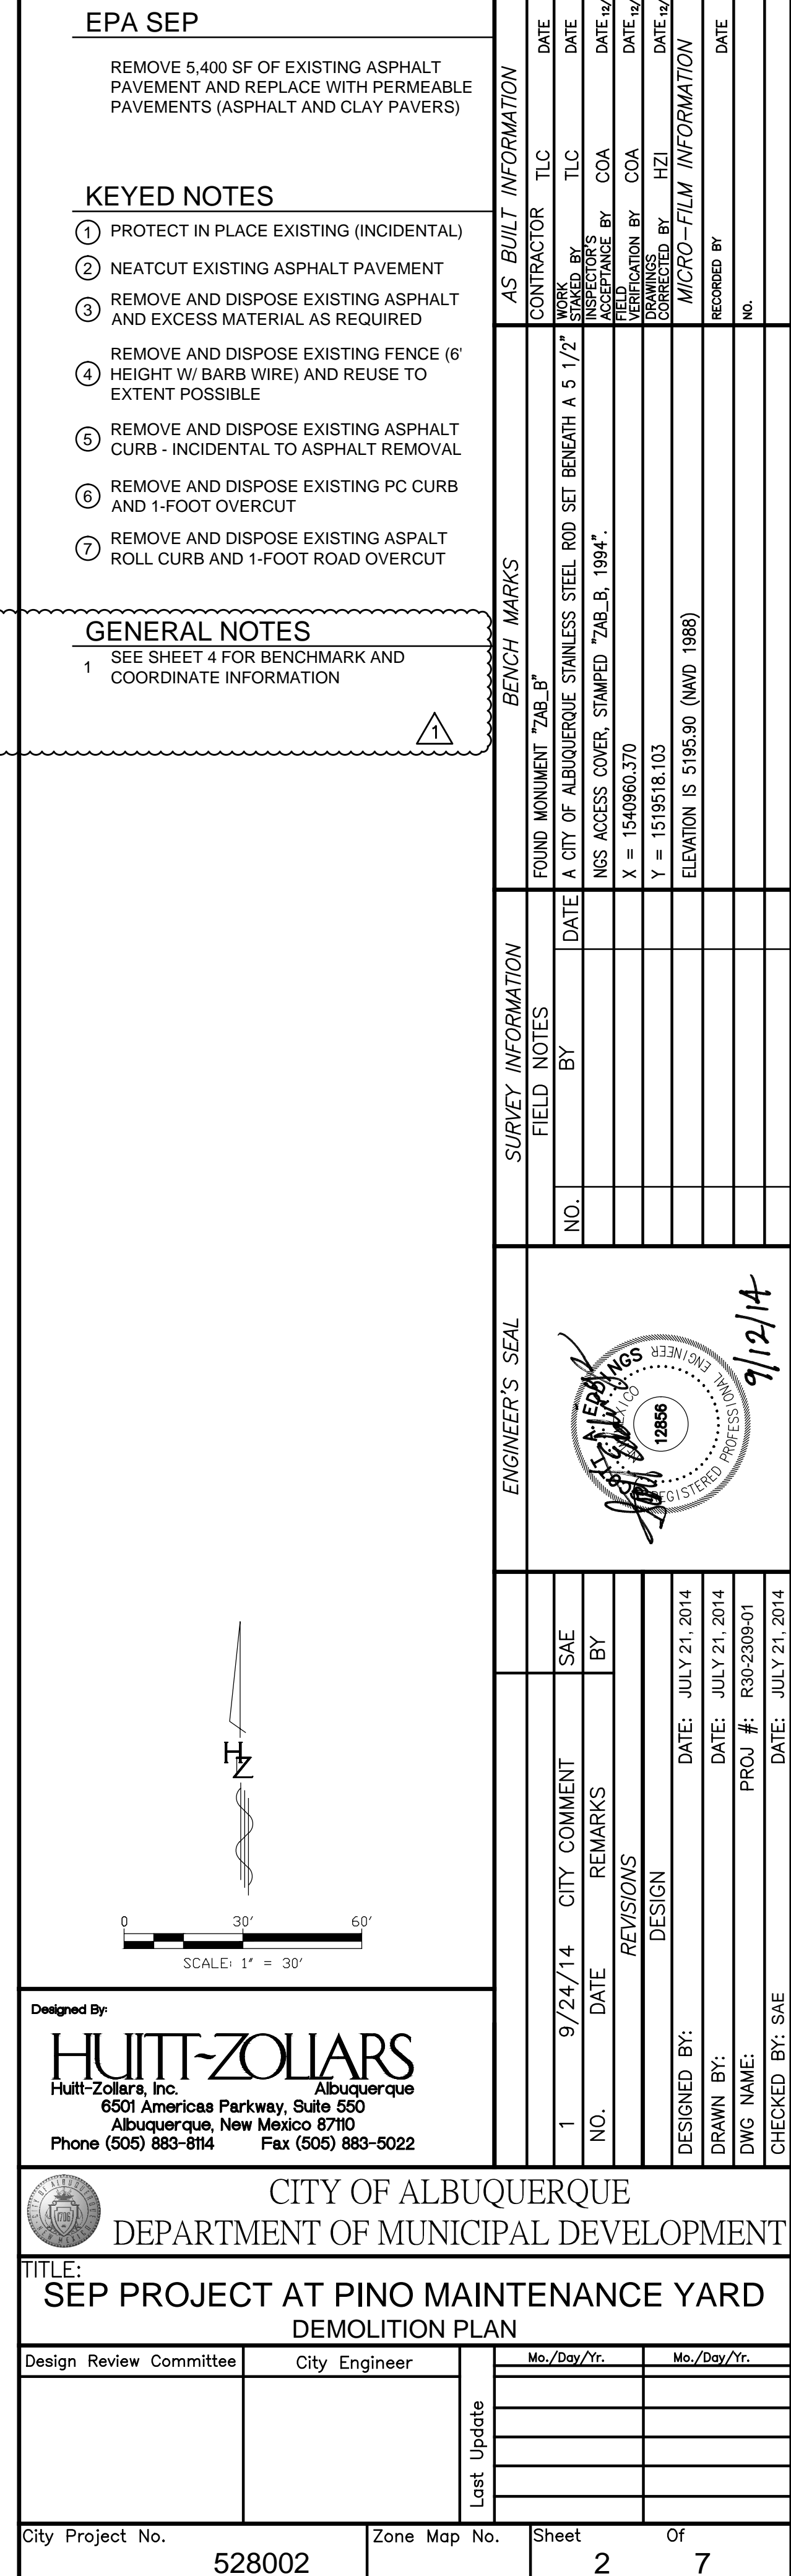 EPA SEP
REMOVE 5,400 SF OF EXISTING ASPHALT
PAVEMENT AND REPLACE WITH PERMEABLE
PAVEMENTS (ASPHALT AND CLAY PAVERS)
KEYED NOTES
1 PROTECT IN PLACE EXISTING (INCIDENTAL)
2 NEATCUT EXISTING ASPHALT PAVEMENT
3 REMOVE AND DISPOSE EXISTING ASPHALT
AND EXCESS MATERIAL AS REQUIRED
4 REMOVE AND DISPOSE EXISTING FENCE (6'
HEIGHT W/ BARB WIRE) AND REUSE TO
EXTENT POSSIBLE
5 REMOVE AND DISPOSE EXISTING ASPHALT
CURB - INCIDENTAL TO ASPHALT REMOVAL
6 REMOVE AND DISPOSE EXISTING PC CURB
AND 1-FOOT OVERCUT
7 REMOVE AND DISPOSE EXISTING ASPALT
ROLL CURB AND 1-FOOT ROAD OVERCUT
GENERAL NOTES
1 SEE SHEET 4 FOR BENCHMARK AND
COORDINATE INFORMATION
1
AS BUILT INFORMATION
CONTRACTOR TLC DATE
WORK
STAKED BY TLC DATE
INSPECTOR'S
ACCEPTANCE BY COA DATE 12/
FIELD
VERIFICATION BY COA DATE 12/
DRAWINGS
CORRECTED BY HZI DATE 12/
MICRO-FILM INFORMATION
RECORDED BY DATE
NO.
BENCH MARKS
FOUND MONUMENT "ZAB_B"
A CITY OF ALBUQUERQUE STAINLESS STEEL ROD SET BENEATH A 5 1/2"
NGS ACCESS COVER, STAMPED "ZAB_B, 1994".
X = 1540960.370
Y = 1519518.103
ELEVATION IS 5195.90 (NAVD 1988)
SURVEY INFORMATION
FIELD NOTES
NO. BY DATE
ENGINEER'S SEAL
A. EDDINGS
MEXICO
12856
REGISTERED PROFESSIONAL ENGINEER
9/12/14
1 9/24/14 CITY COMMENT SAE
NO. DATE REMARKS BY
REVISIONS
DESIGN
DESIGNED BY: DATE: JULY 21, 2014
DRAWN BY: DATE: JULY 21, 2014
DWG NAME: PROJ #: R30-2309-01
CHECKED BY: SAE DATE: JULY 21, 2014
HZ
0 30' 60'
SCALE: 1" = 30'
Designed By:
HUITT-ZOLLARS
Huitt-Zollars, Inc. Albuquerque
6501 Americas Parkway, Suite 550
Albuquerque, New Mexico 87110
Phone (505) 883-8114 Fax (505) 883-5022
1706
CITY OF ALBUQUERQUE
DEPARTMENT OF MUNICIPAL DEVELOPMENT
TITLE:
SEP PROJECT AT PINO MAINTENANCE YARD
DEMOLITION PLAN
Design Review Committee
City Engineer
Last Update
Mo./Day/Yr. Mo./Day/Yr.
City Project No.
528002
Zone Map No.
Sheet Of
2 7